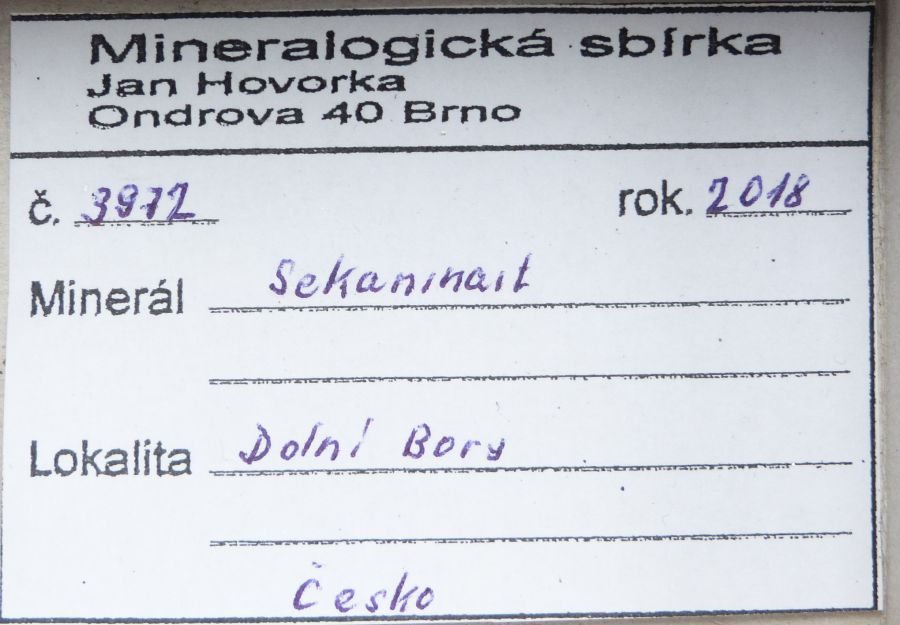 Mineralogická sbírka
Jan Hovorka
Ondrova 40 Brno
č. 3972 rok. 2018
Minerál Sekaninait
Lokalita Dolní Bory
Česko